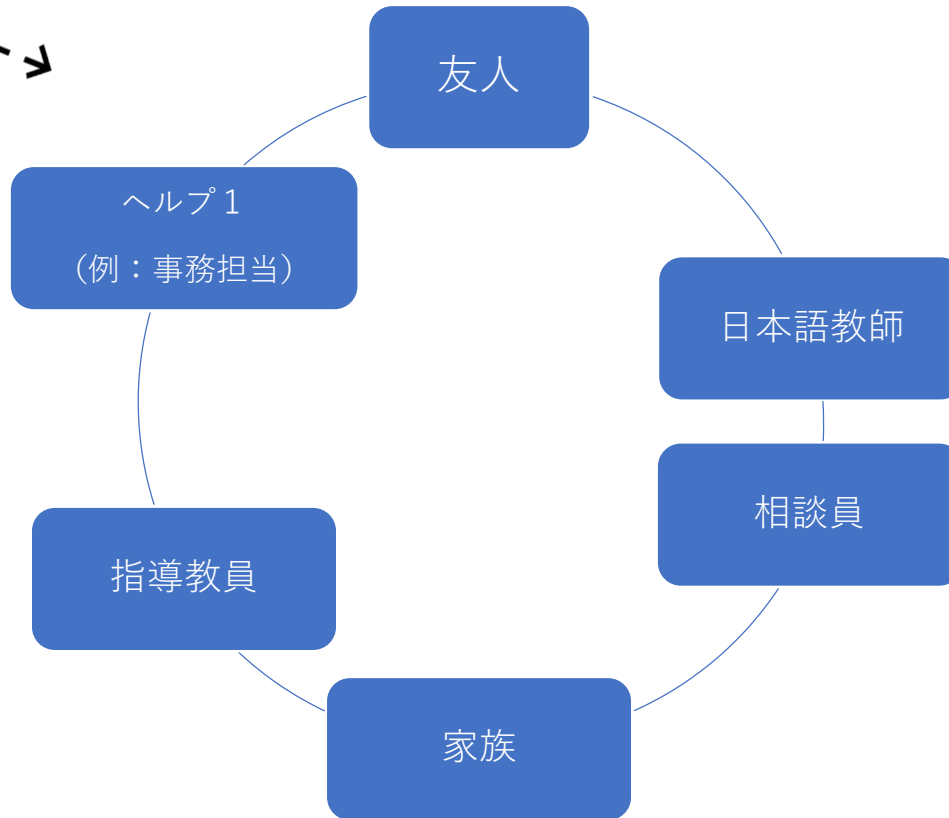 友人
ヘルプ１
（例：事務担当）
日本語教師
相談員
指導教員
家族